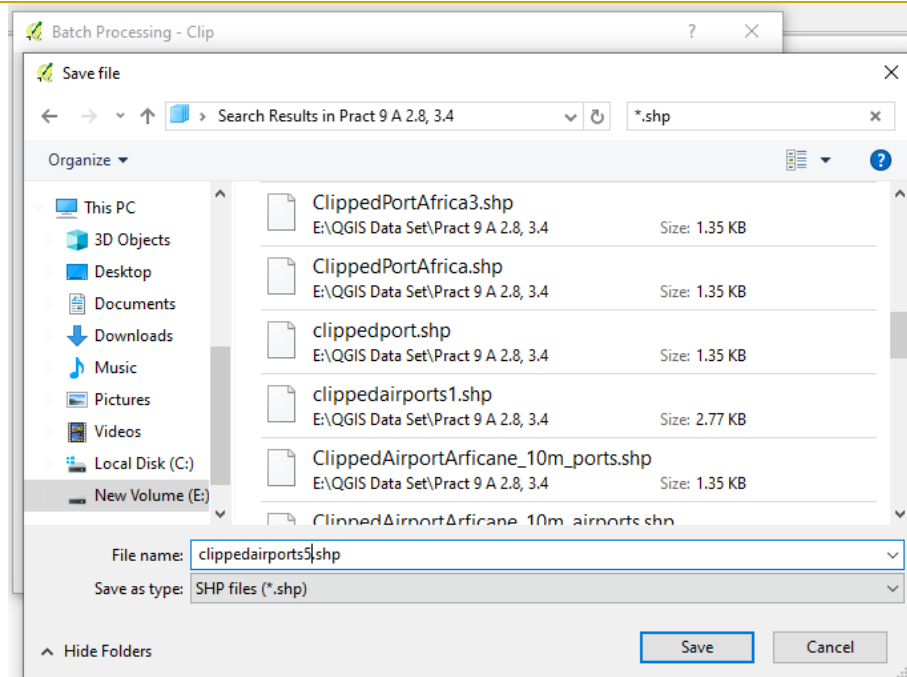 Batch Processing - Clip
Save file
Search Results in Pract 9 A 2.8, 3.4
*.shp
Organize
This PC
3D Objects
Desktop
Documents
Downloads
Music
Pictures
Videos
Local Disk (C:)
New Volume (E:)
ClippedPortAfrica3.shp
E:\QGIS Data Set\Pract 9 A 2.8, 3.4 Size: 1.35 KB
ClippedPortAfrica.shp
E:\QGIS Data Set\Pract 9 A 2.8, 3.4 Size: 1.35 KB
clippedport.shp
E:\QGIS Data Set\Pract 9 A 2.8, 3.4 Size: 1.35 KB
clippedairports1.shp
E:\QGIS Data Set\Pract 9 A 2.8, 3.4 Size: 2.77 KB
ClippedAirportArficane_10m_ports.shp
E:\QGIS Data Set\Pract 9 A 2.8, 3.4 Size: 1.35 KB
ClippedAirportArficane_10m_airports.shp
File name: clippedairports5.shp
Save as type: SHP files (*.shp)
Hide Folders
Save
Cancel